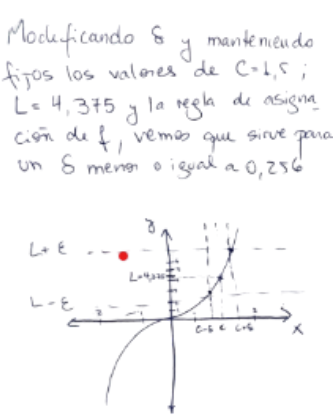 Modificando δ y manteniendo
fijos los valores de C=1,5;
L= 4,375 y la regla de asigna-
ción de f, vemos que sirve para
un δ menor o igual a 0,256
y
L+ε
L=4,375
L-ε
C-δ C C+δ X